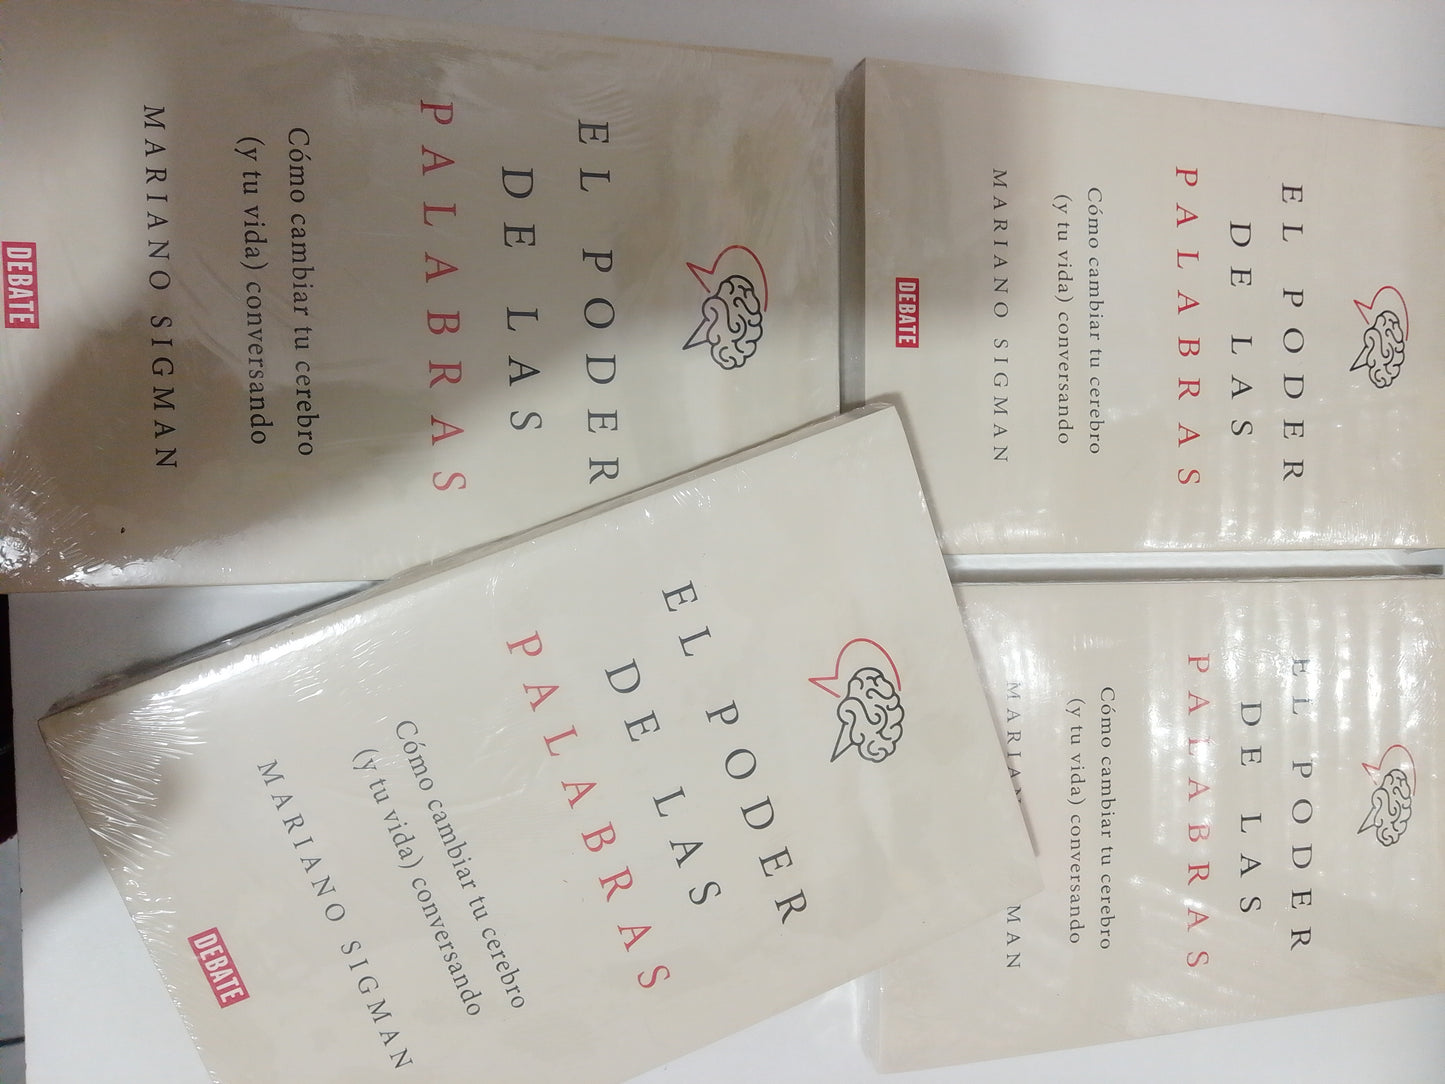 EL PODER
DE LAS
PALABRAS
Cómo cambiar tu cerebro
(y tu vida) conversando
MARIANO SIGMAN
DEBATE
EL PODER
DE LAS
PALABRAS
Cómo cambiar tu cerebro
(y tu vida) conversando
MARIANO SIGMAN
DEBATE
EL PODER
DE LAS
PALABRAS
Cómo cambiar tu cerebro
(y tu vida) conversando
MARIANO SIGMAN
DEBATE
EL PODER
DE LAS
PALABRAS
Cómo cambiar tu cerebro
(y tu vida) conversando
MARIAN MAN